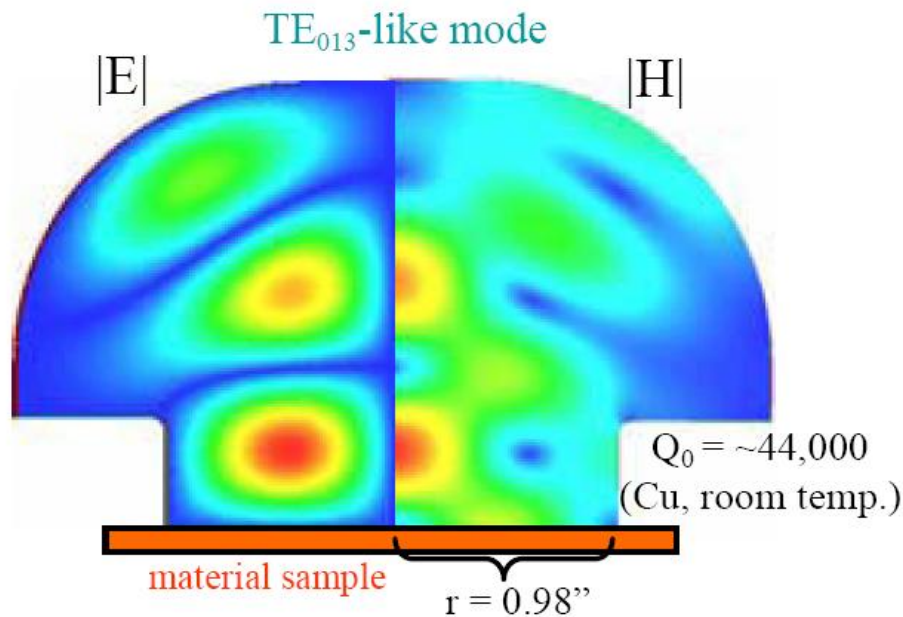 TE₀₁₃-like mode
|E|
|H|
Q₀ = ~44,000
(Cu, room temp.)
material sample
r = 0.98”